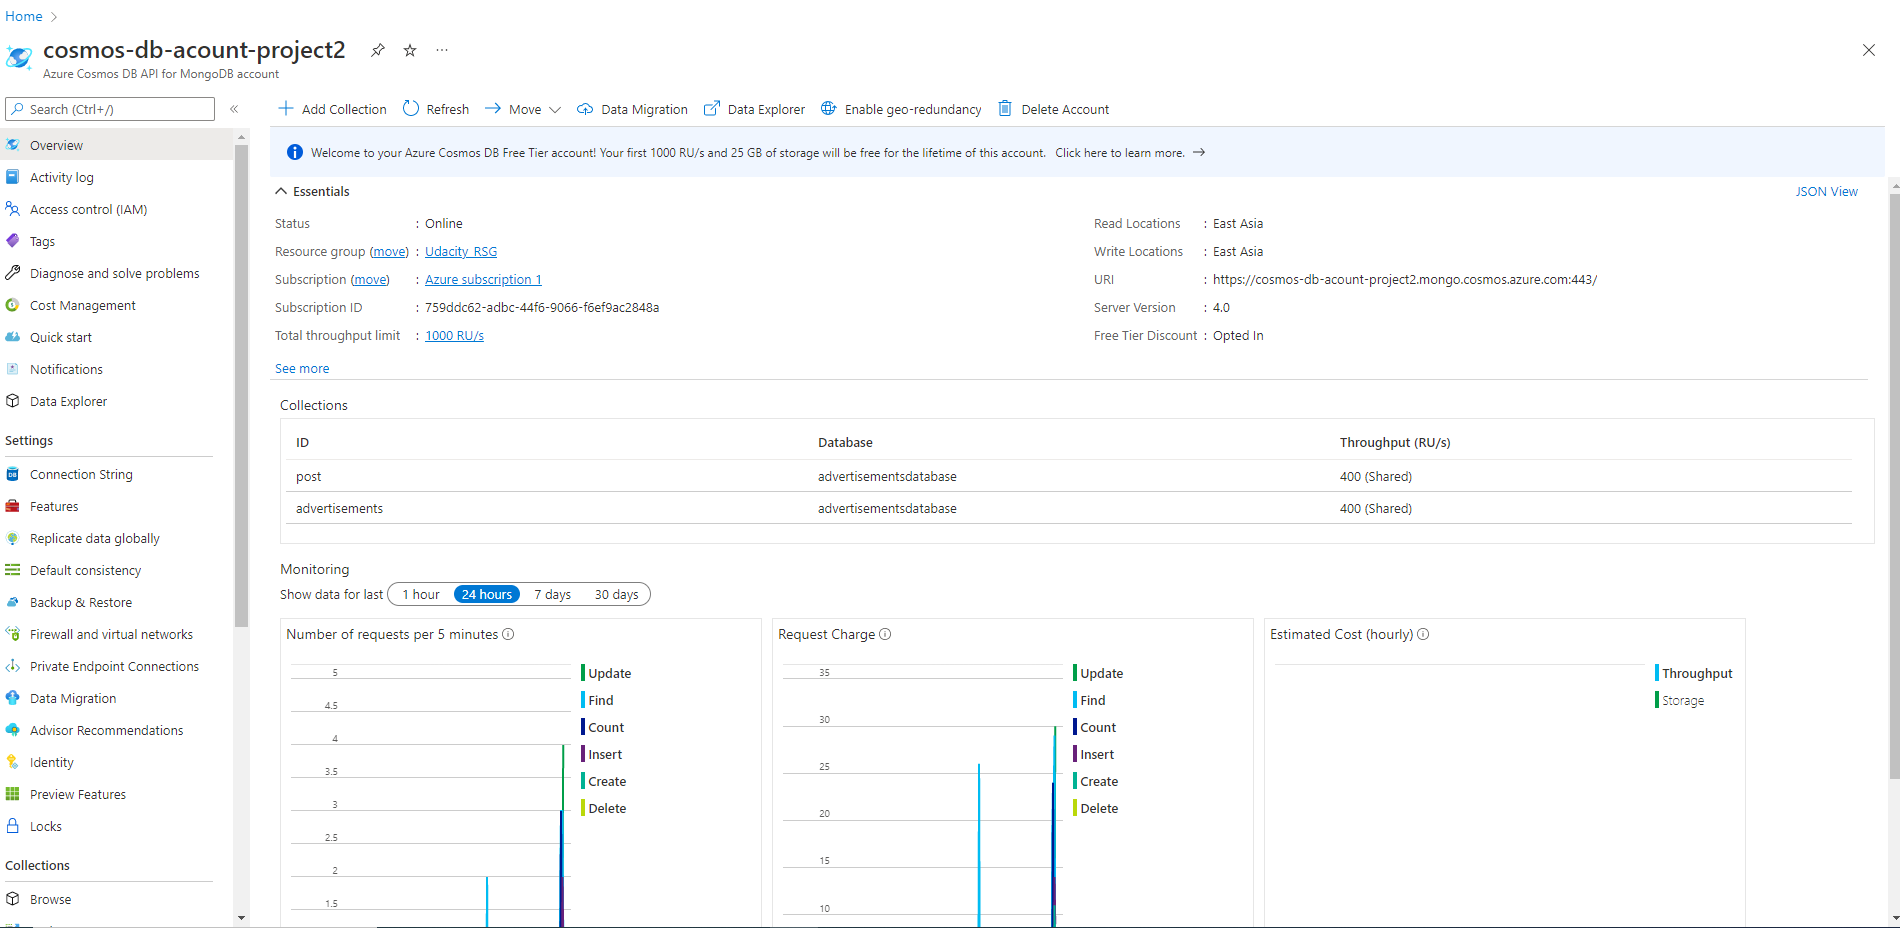 Home
cosmos-db-acount-project2
Azure Cosmos DB API for MongoDB account
Search (Ctrl+/)
Overview
Activity log
Access control (IAM)
Tags
Diagnose and solve problems
Cost Management
Quick start
Notifications
Data Explorer
Settings
Connection String
Features
Replicate data globally
Default consistency
Backup & Restore
Firewall and virtual networks
Private Endpoint Connections
Data Migration
Advisor Recommendations
Identity
Preview Features
Locks
Collections
Browse
Add Collection Refresh Move Data Migration Data Explorer Enable geo-redundancy Delete Account
Welcome to your Azure Cosmos DB Free Tier account! Your first 1000 RU/s and 25 GB of storage will be free for the lifetime of this account. Click here to learn more. →
Essentials JSON View
Status : Online
Resource group (move) : Udacity_RSG
Subscription (move) : Azure subscription 1
Subscription ID : 759ddc62-adbc-44f6-9066-f6ef9ac2848a
Total throughput limit : 1000 RU/s
See more
Read Locations : East Asia
Write Locations : East Asia
URI : https://cosmos-db-acount-project2.mongo.cosmos.azure.com:443/
Server Version : 4.0
Free Tier Discount : Opted In
Collections
ID Database Throughput (RU/s)
post advertisementsdatabase 400 (Shared)
advertisements advertisementsdatabase 400 (Shared)
Monitoring
Show data for last 1 hour 24 hours 7 days 30 days
Number of requests per 5 minutes
5
4.5
4
3.5
3
2.5
2
1.5
Update
Find
Count
Insert
Create
Delete
Request Charge
35
30
25
20
15
10
Update
Find
Count
Insert
Create
Delete
Estimated Cost (hourly)
Throughput
Storage